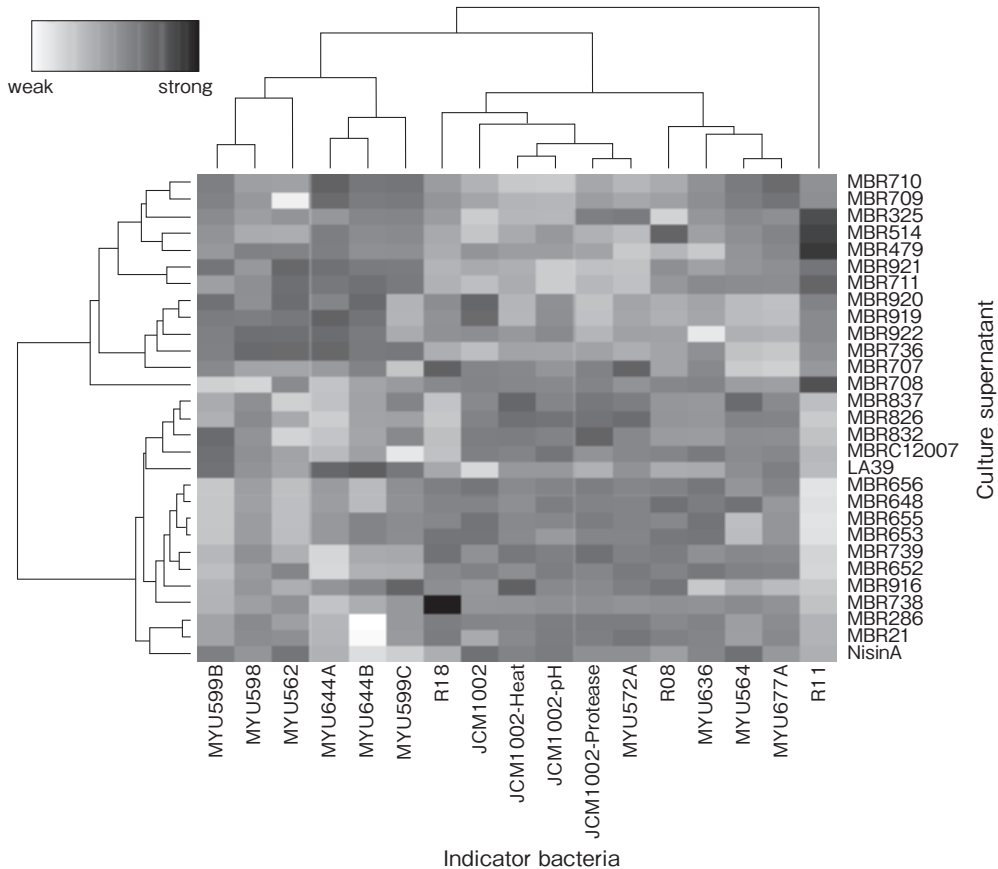 weak strong
MBR710
MBR709
MBR325
MBR514
MBR479
MBR921
MBR711
MBR920
MBR919
MBR922
MBR736
MBR707
MBR708
MBR837
MBR826
MBR832
MBRC12007
LA39
MBR656
MBR648
MBR655
MBR653
MBR739
MBR652
MBR916
MBR738
MBR286
MBR21
NisinA
Culture supernatant
MYU599B
MYU598
MYU562
MYU644A
MYU644B
MYU599C
R18
JCM1002
JCM1002-Heat
JCM1002-pH
JCM1002-Protease
MYU572A
R08
MYU636
MYU564
MYU677A
R11
Indicator bacteria